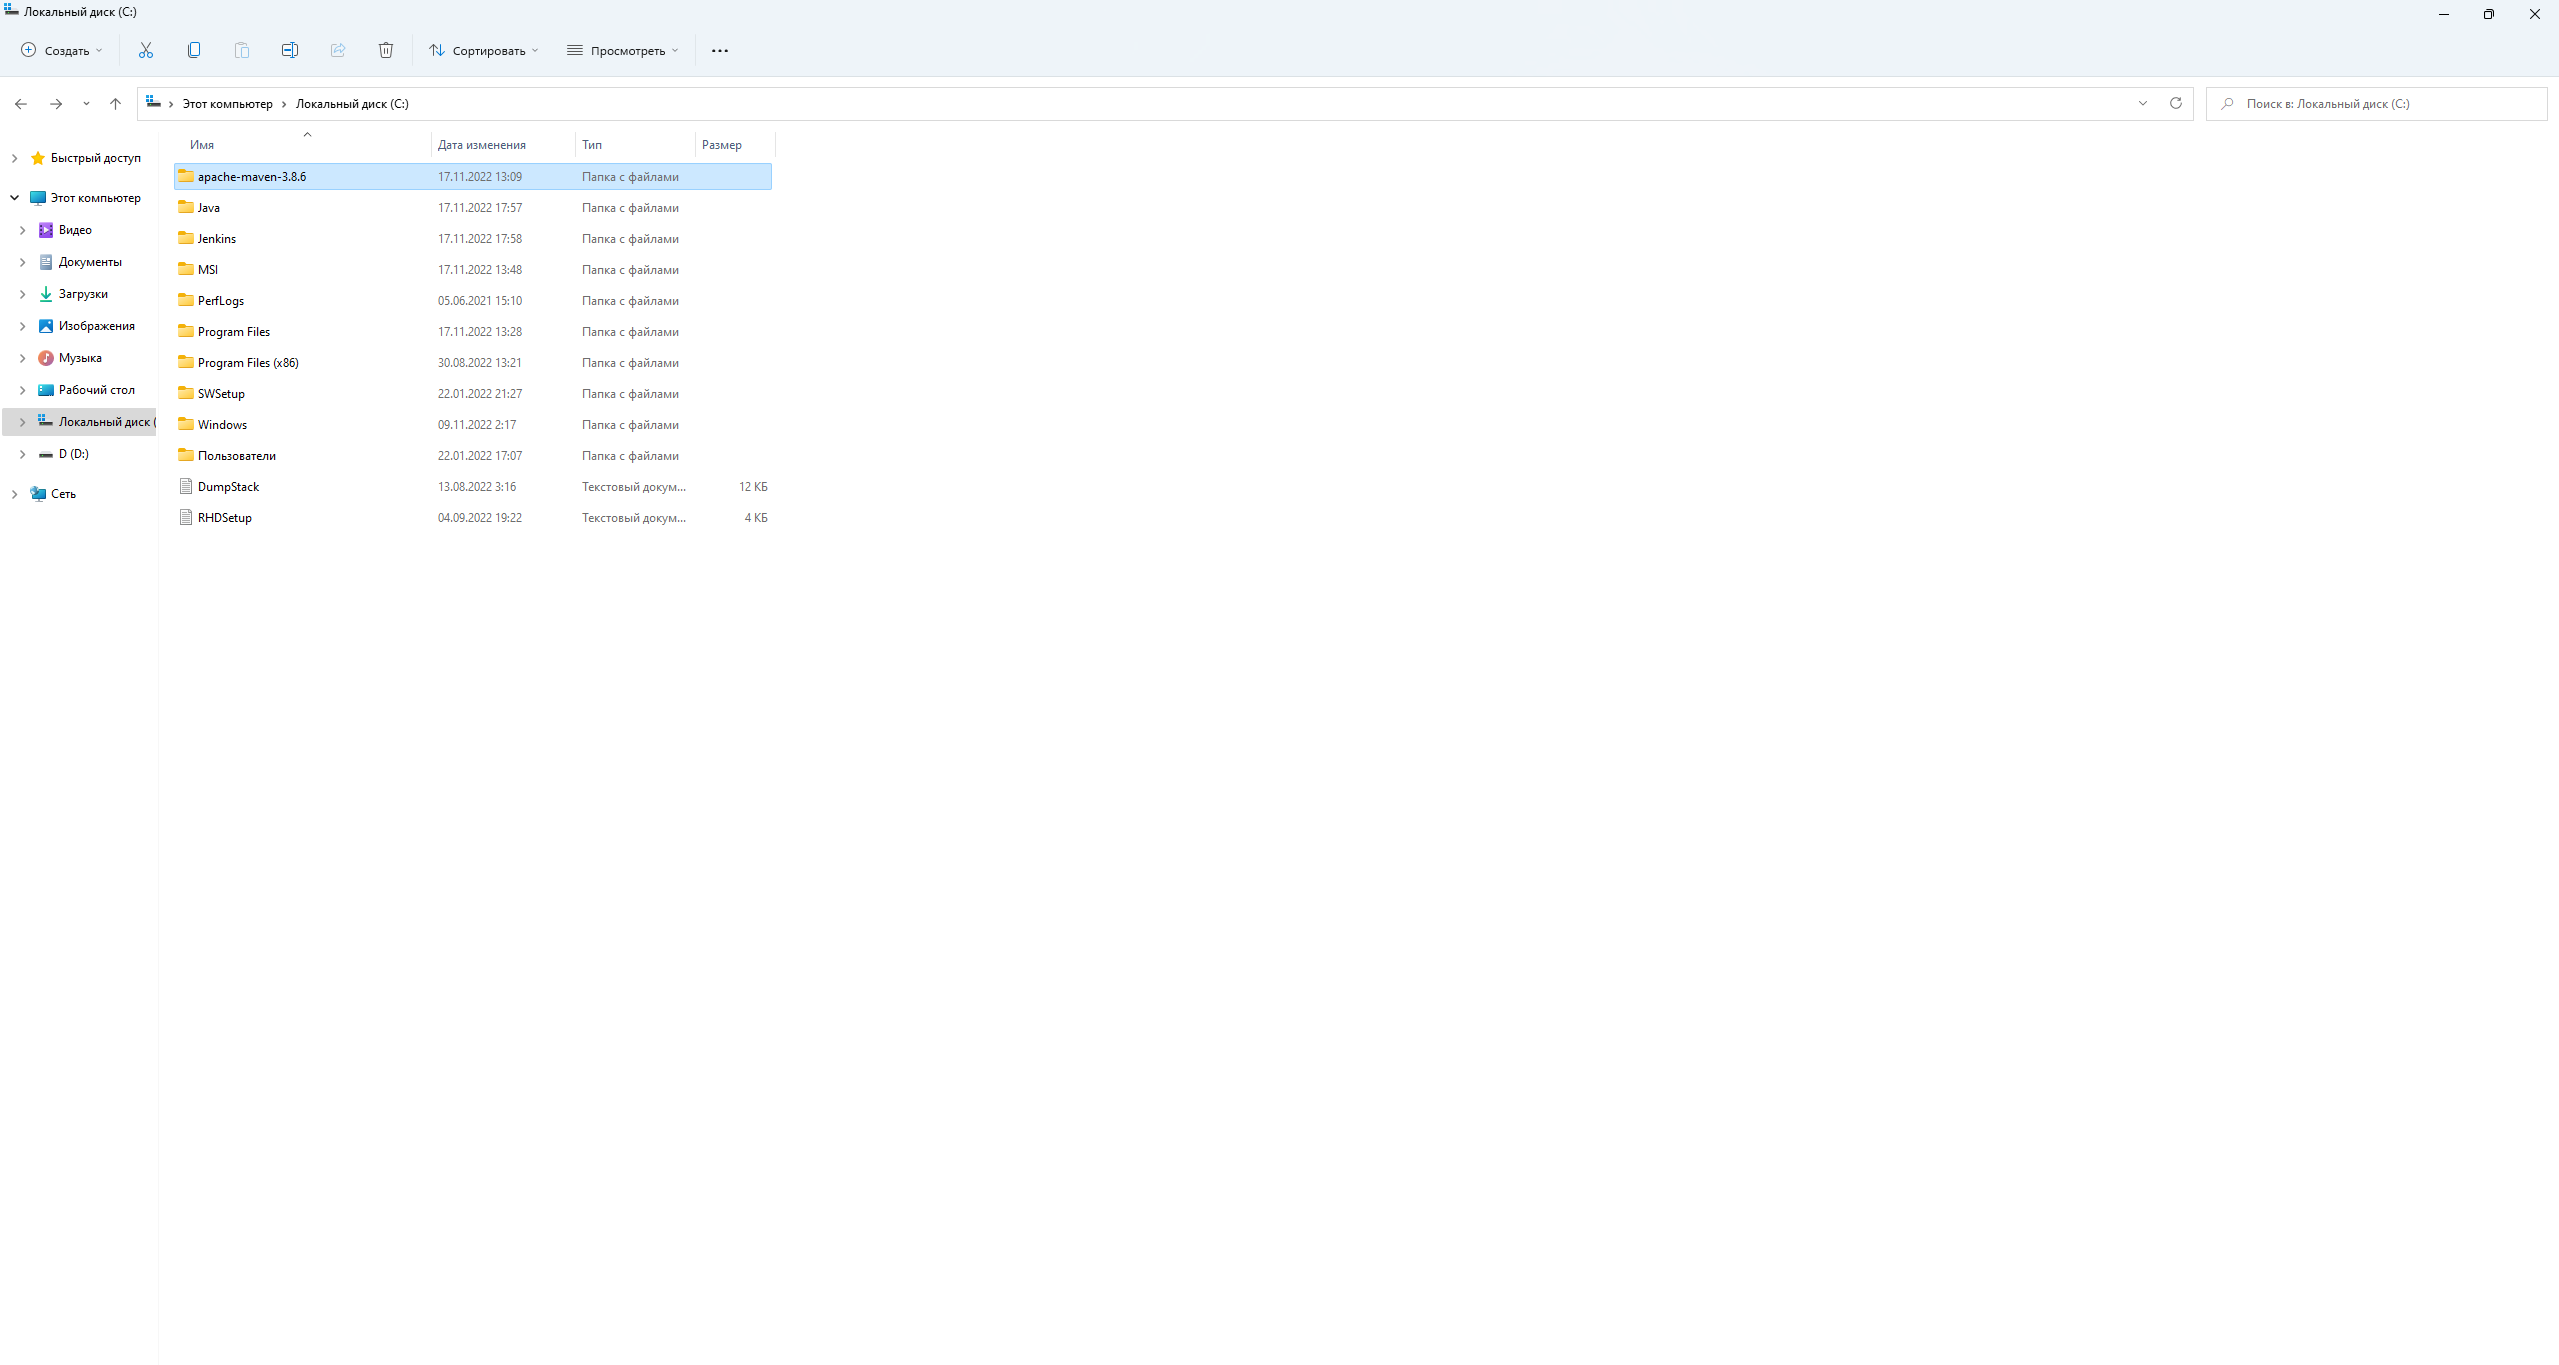 Локальный диск (C:)
Создать
Сортировать
Просмотреть
Этот компьютер
Локальный диск (C:)
Поиск в: Локальный диск (C:)
Быстрый доступ
Этот компьютер
Видео
Документы
Загрузки
Изображения
Музыка
Рабочий стол
Локальный диск (
D (D:)
Сеть
Имя Дата изменения Тип Размер
apache-maven-3.8.6 17.11.2022 13:09 Папка с файлами
Java 17.11.2022 17:57 Папка с файлами
Jenkins 17.11.2022 17:58 Папка с файлами
MSI 17.11.2022 13:48 Папка с файлами
PerfLogs 05.06.2021 15:10 Папка с файлами
Program Files 17.11.2022 13:28 Папка с файлами
Program Files (x86) 30.08.2022 13:21 Папка с файлами
SWSetup 22.01.2022 21:27 Папка с файлами
Windows 09.11.2022 2:17 Папка с файлами
Пользователи 22.01.2022 17:07 Папка с файлами
DumpStack 13.08.2022 3:16 Текстовый докум... 12 КБ
RHDSetup 04.09.2022 19:22 Текстовый докум... 4 КБ